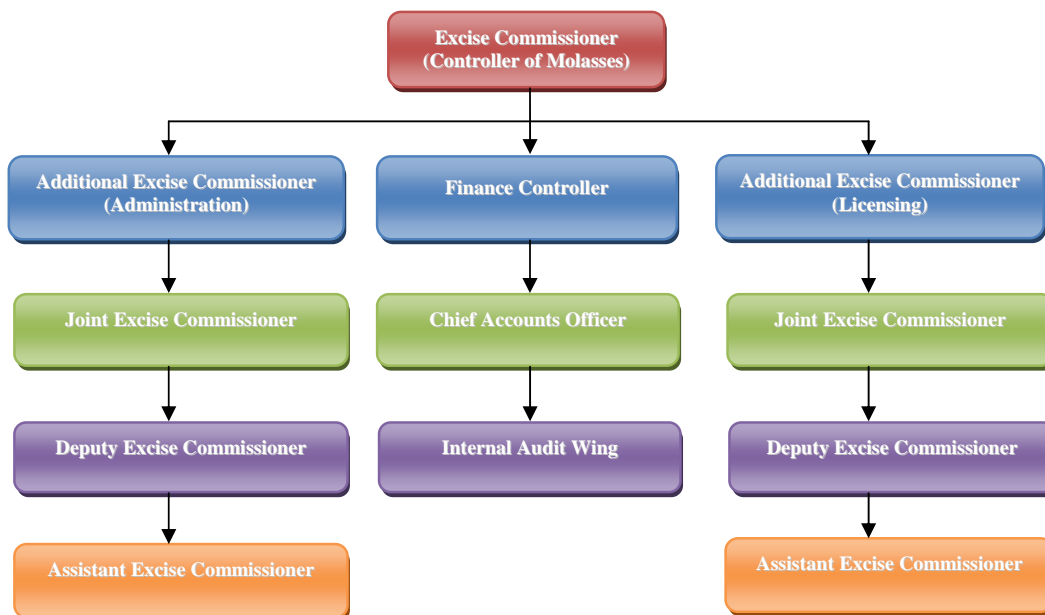 Excise Commissioner
(Controller of Molasses)
Additional Excise Commissioner
(Administration)
Finance Controller
Additional Excise Commissioner
(Licensing)
Joint Excise Commissioner
Chief Accounts Officer
Joint Excise Commissioner
Deputy Excise Commissioner
Internal Audit Wing
Deputy Excise Commissioner
Assistant Excise Commissioner
Assistant Excise Commissioner